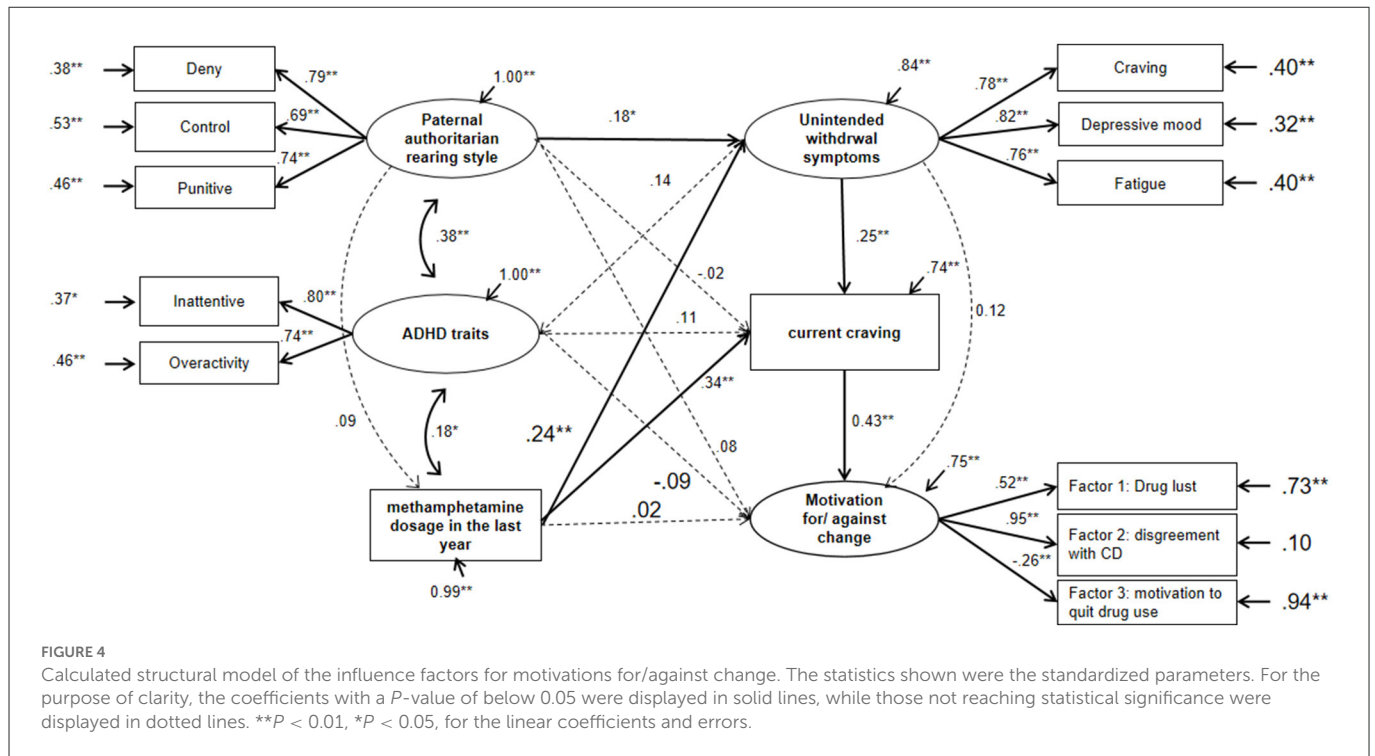 .38**
Deny
.79**
1.00**
.53**
Control
.69**
.46**
Punitive
.74**
Paternal
authoritarian
rearing style
.18*
.84**
Unintended
withdrwal
symptoms
.78**
Craving
.40**
.82**
Depressive mood
.32**
.76**
Fatigue
.40**
.14
.38**
-.02
.25**
.37*
Inattentive
.80**
1.00**
.46**
Overactivity
.74**
ADHD traits
.11
.74**
current craving
0.12
.34**
.09
.18*
.24**
.08
0.43**
-.09
.02
methamphetamine
dosage in the last
year
0.99**
.75**
Motivation
for/ against
change
.52**
Factor 1: Drug lust
.73**
.95**
Factor 2: disgreement
with CD
.10
-.26**
Factor 3: motivation to
quit drug use
.94**
FIGURE 4
Calculated structural model of the influence factors for motivations for/against change. The statistics shown were the standardized parameters. For the
purpose of clarity, the coefficients with a P-value of below 0.05 were displayed in solid lines, while those not reaching statistical significance were
displayed in dotted lines. **P < 0.01, *P < 0.05, for the linear coefficients and errors.